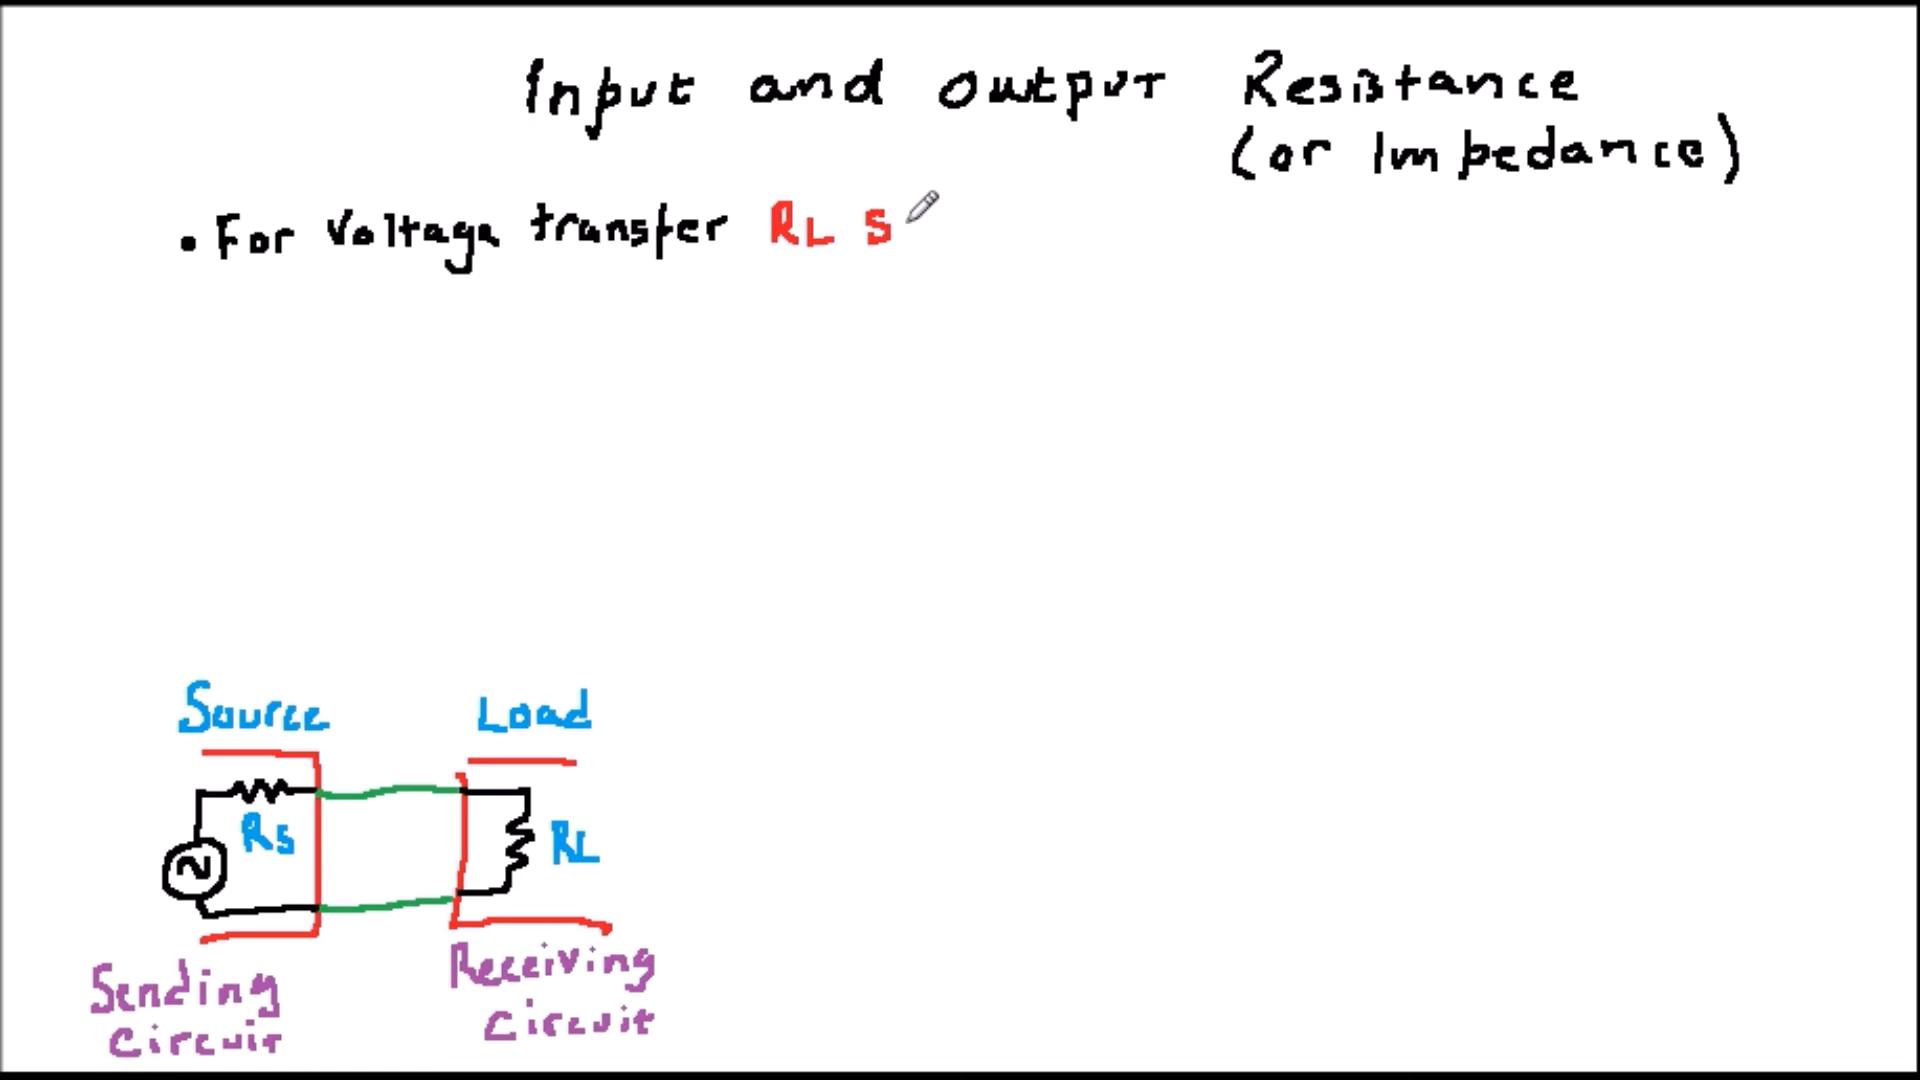 Input and output Resistance
(or Impedance)
• For Voltage transfer RL s
Source
Load
Rs
RL
Sending
circuit
Receiving
circuit